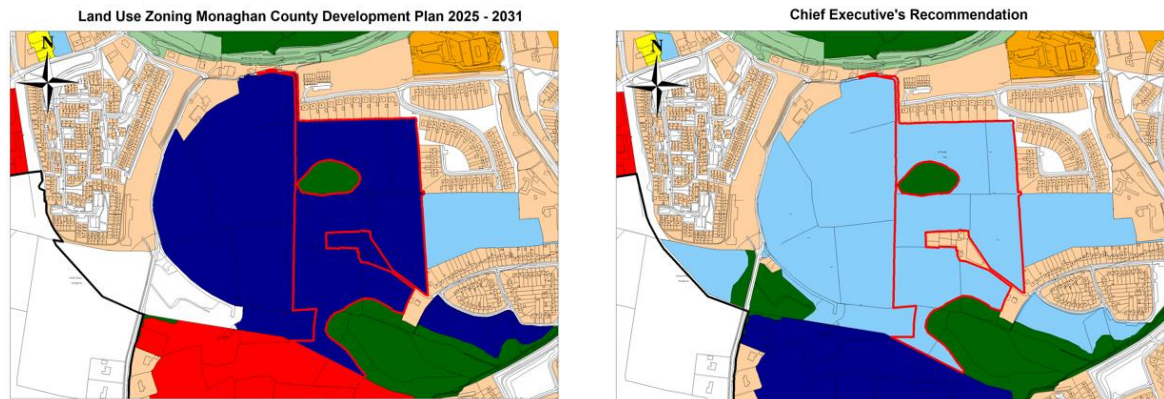 Land Use Zoning Monaghan County Development Plan 2025 - 2031
Chief Executive's Recommendation
N
N